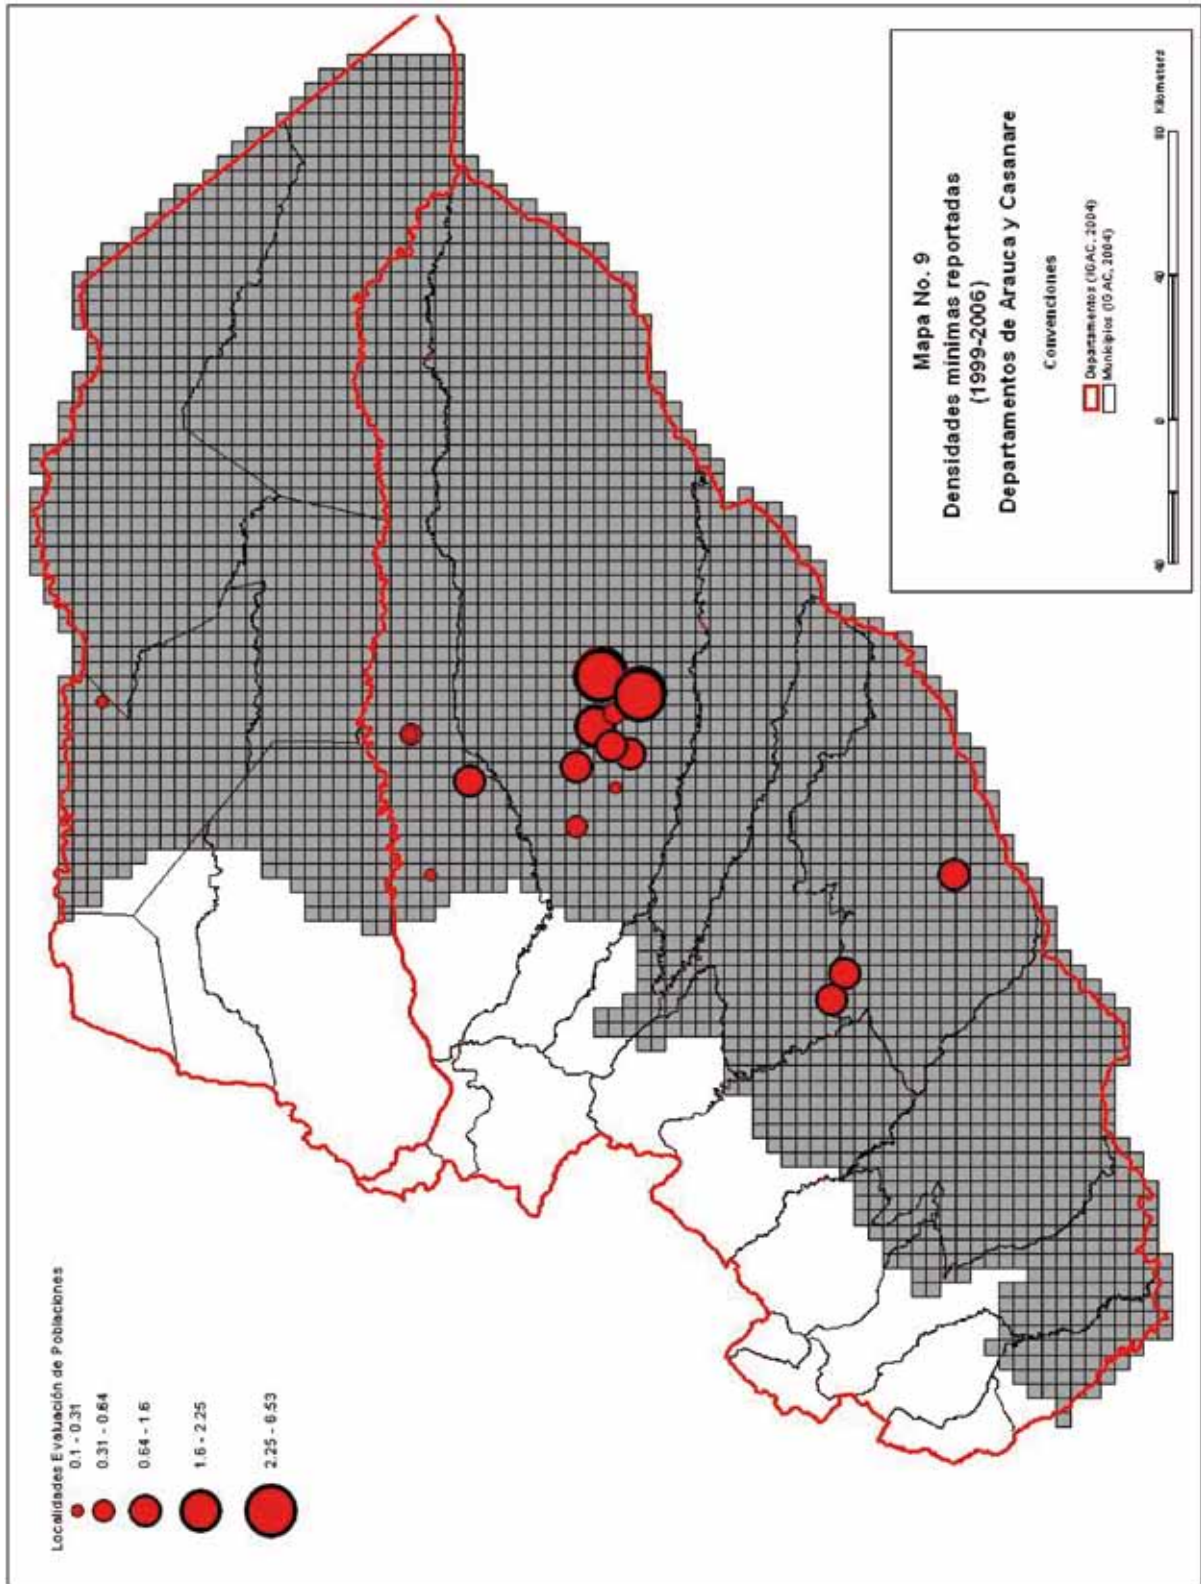 Localidades Evaluación de Poblaciones
0.1 - 0.31
0.31 - 0.64
0.64 - 1.6
1.6 - 2.25
2.25 - 6.53
Mapa No. 9
Densidades mínimas reportadas
(1999-2006)
Departamentos de Arauca y Casanare
Convenciones
Departamentos (IGAC, 2004)
Municipios (IGAC, 2004)
40 0 40 80 Kilometers